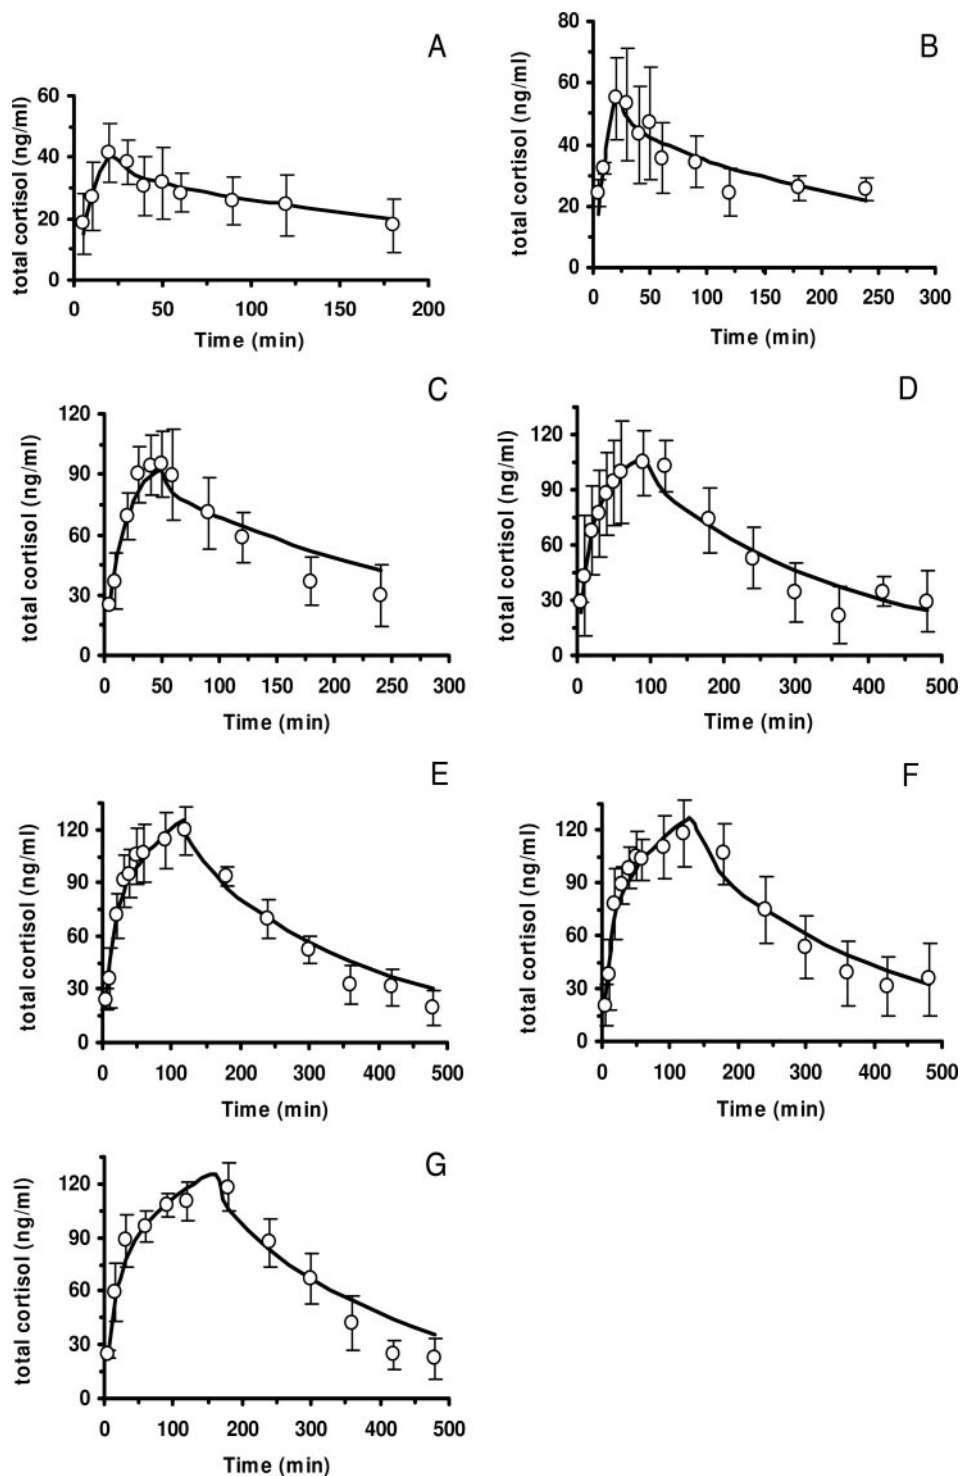 A
total cortisol (ng/ml)
60
40
20
0
0 50 100 150 200
Time (min)
B
total cortisol (ng/ml)
80
60
40
20
0
0 50 100 150 200 250 300
Time (min)
C
total cortisol (ng/ml)
120
90
60
30
0
0 50 100 150 200 250 300
Time (min)
D
total cortisol (ng/ml)
120
90
60
30
0
0 100 200 300 400 500
Time (min)
E
total cortisol (ng/ml)
120
90
60
30
0
0 100 200 300 400 500
Time (min)
F
total cortisol (ng/ml)
120
90
60
30
0
0 100 200 300 400 500
Time (min)
G
total cortisol (ng/ml)
120
90
60
30
0
0 100 200 300 400 500
Time (min)